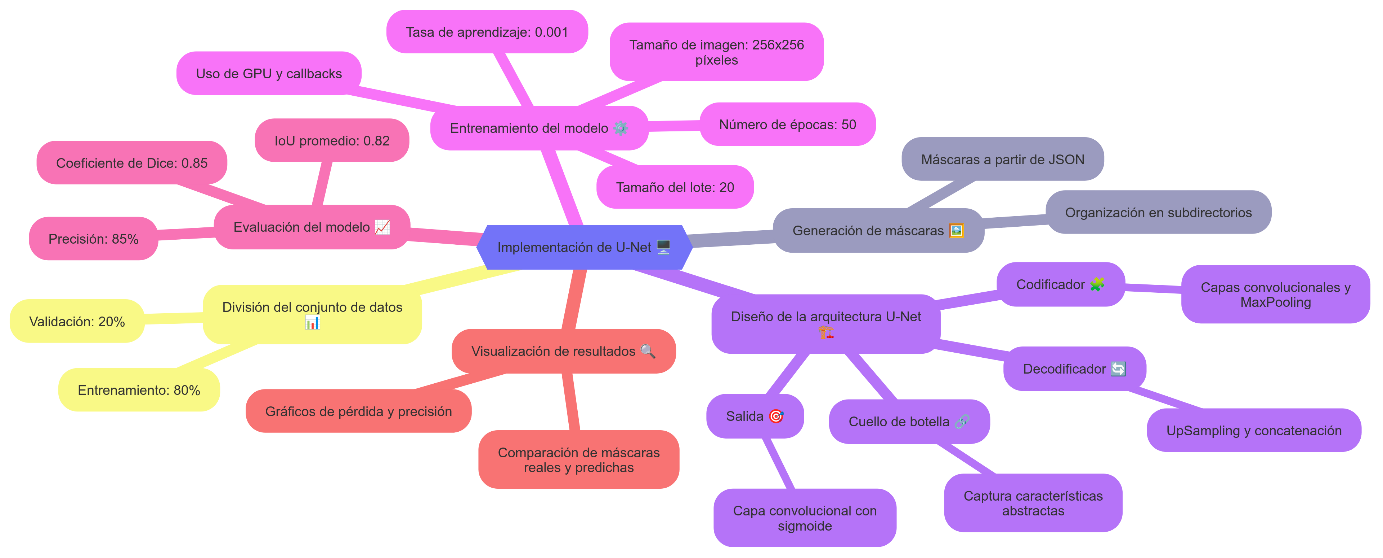 Tasa de aprendizaje: 0.001
Tamaño de imagen: 256x256
píxeles
Uso de GPU y callbacks
Entrenamiento del modelo ⚙️
Número de épocas: 50
Tamaño del lote: 20
IoU promedio: 0.82
Coeficiente de Dice: 0.85
Evaluación del modelo 📈
Precisión: 85%
Implementación de U-Net 🖥️
Máscaras a partir de JSON
Organización en subdirectorios
Generación de máscaras 🖼️
División del conjunto de datos
📊
Validación: 20%
Entrenamiento: 80%
Visualización de resultados 🔍
Gráficos de pérdida y precisión
Comparación de máscaras
reales y predichas
Diseño de la arquitectura U-Net
🏗️
Codificador 🧩
Capas convolucionales y
MaxPooling
Decodificador 🔄
UpSampling y concatenación
Salida 🎯
Capa convolucional con
sigmoide
Cuello de botella 🔗
Captura características
abstractas